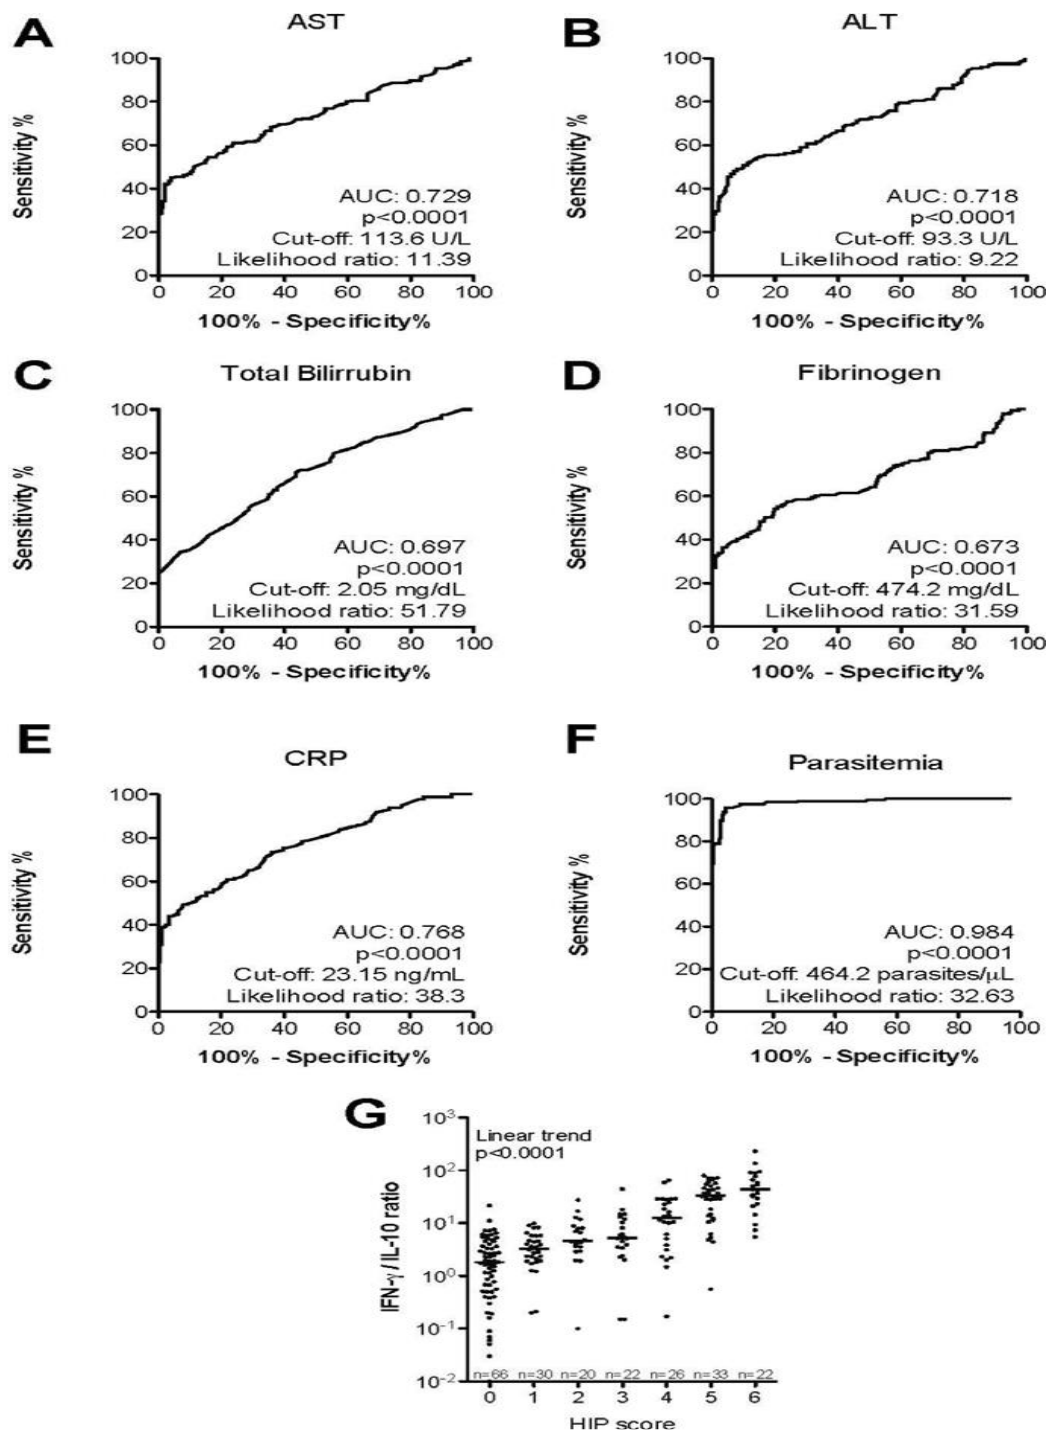 A
AST
Sensitivity %
100
80
60
40
20
0
AUC: 0.729
p<0.0001
Cut-off: 113.6 U/L
Likelihood ratio: 11.39
0 20 40 60 80 100
100% - Specificity%
B
ALT
Sensitivity %
100
80
60
40
20
0
AUC: 0.718
p<0.0001
Cut-off: 93.3 U/L
Likelihood ratio: 9.22
0 20 40 60 80 100
100% - Specificity%
C
Total Bilirrubin
Sensitivity %
100
80
60
40
20
0
AUC: 0.697
p<0.0001
Cut-off: 2.05 mg/dL
Likelihood ratio: 51.79
0 20 40 60 80 100
100% - Specificity%
D
Fibrinogen
Sensitivity %
100
80
60
40
20
0
AUC: 0.673
p<0.0001
Cut-off: 474.2 mg/dL
Likelihood ratio: 31.59
0 20 40 60 80 100
100% - Specificity%
E
CRP
Sensitivity %
100
80
60
40
20
0
AUC: 0.768
p<0.0001
Cut-off: 23.15 ng/mL
Likelihood ratio: 38.3
0 20 40 60 80 100
100% - Specificity%
F
Parasitemia
Sensitivity %
100
80
60
40
20
0
AUC: 0.984
p<0.0001
Cut-off: 464.2 parasites/μL
Likelihood ratio: 32.63
0 20 40 60 80 100
100% - Specificity%
G
IFN-γ / IL-10 ratio
10³
10²
10¹
10⁰
10⁻¹
10⁻²
Linear trend
p<0.0001
n=66 n=30 n=20 n=22 n=26 n=33 n=22
0 1 2 3 4 5 6
HIP score